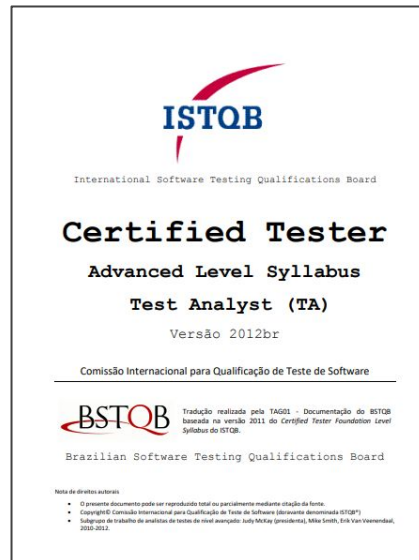 ISTQB
International Software Testing Qualifications Board
Certified Tester
Advanced Level Syllabus
Test Analyst (TA)
Versão 2012br
Comissão Internacional para Qualificação de Teste de Software
BSTQB
Tradução realizada pela TAG01 - Documentação do BSTQB
baseada na versão 2011 do Certified Tester Foundation Level
Syllabus do ISTQB.
Brazilian Software Testing Qualifications Board
Nota de direitos autorais
• O presente documento pode ser reproduzido total ou parcialmente mediante citação da fonte.
• Copyright© Comissão Internacional para Qualificação de Teste de Software (doravante denominada ISTQB®)
• Subgrupo de trabalho de analistas de testes de nível avançado: Judy McKay (presidenta), Mike Smith, Erik Van Veenendaal,
2010-2012.